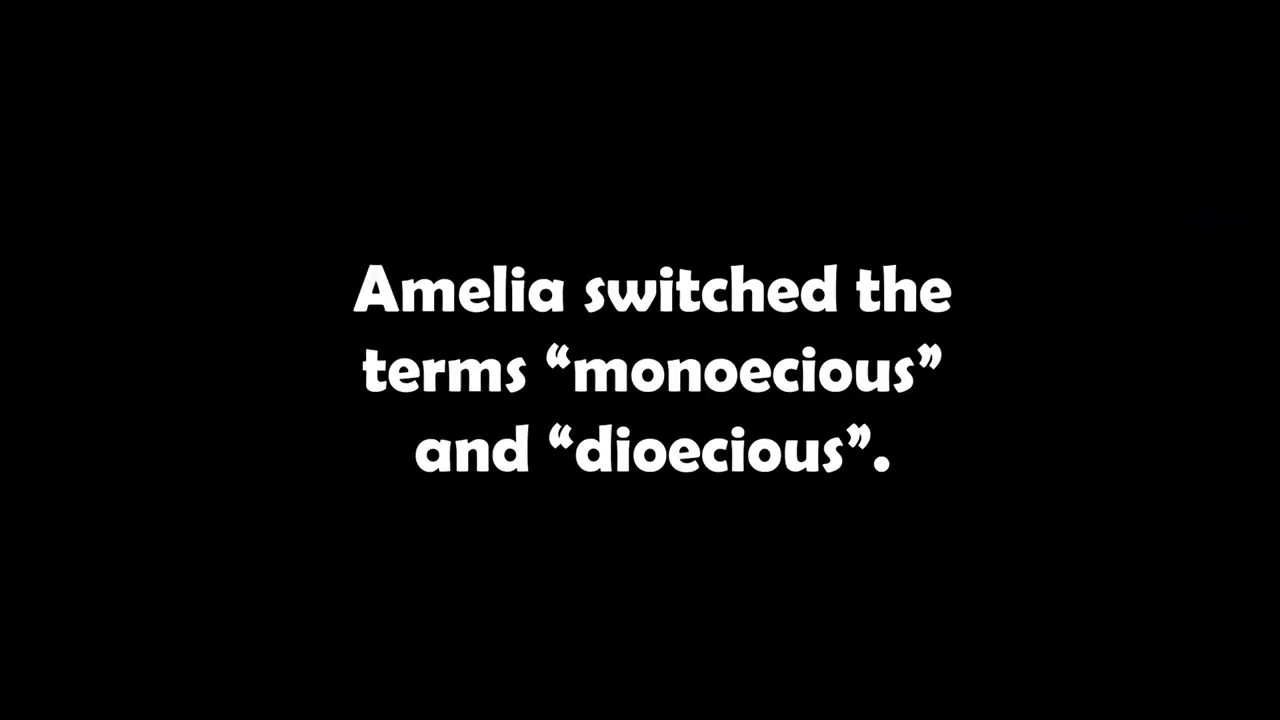 Amelia switched the
terms “monoecious”
and “dioecious”.